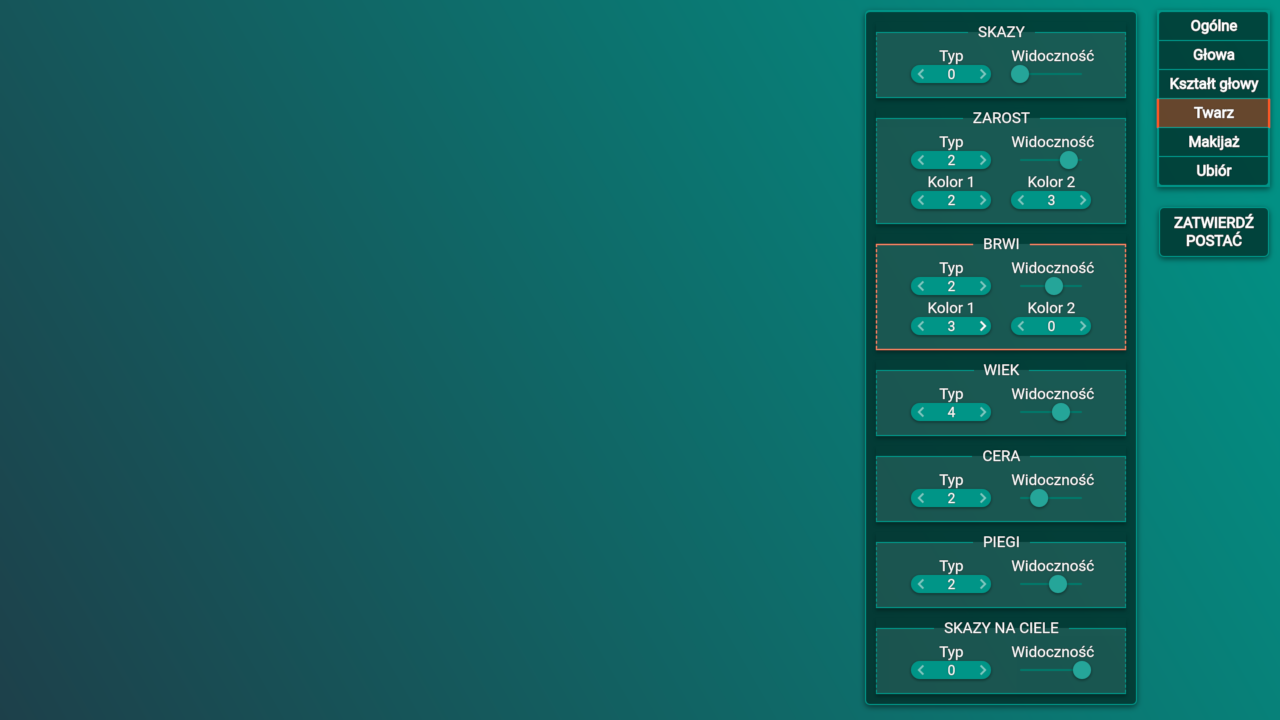 SKAZY
Typ Widoczność
0
ZAROST
Typ Widoczność
2
Kolor 1 Kolor 2
2 3
BRWI
Typ Widoczność
2
Kolor 1 Kolor 2
3 0
WIEK
Typ Widoczność
4
CERA
Typ Widoczność
2
PIEGI
Typ Widoczność
2
SKAZY NA CIELE
Typ Widoczność
0
Ogólne
Głowa
Kształt głowy
Twarz
Makijaż
Ubiór
ZATWIERDŹ
POSTAĆ